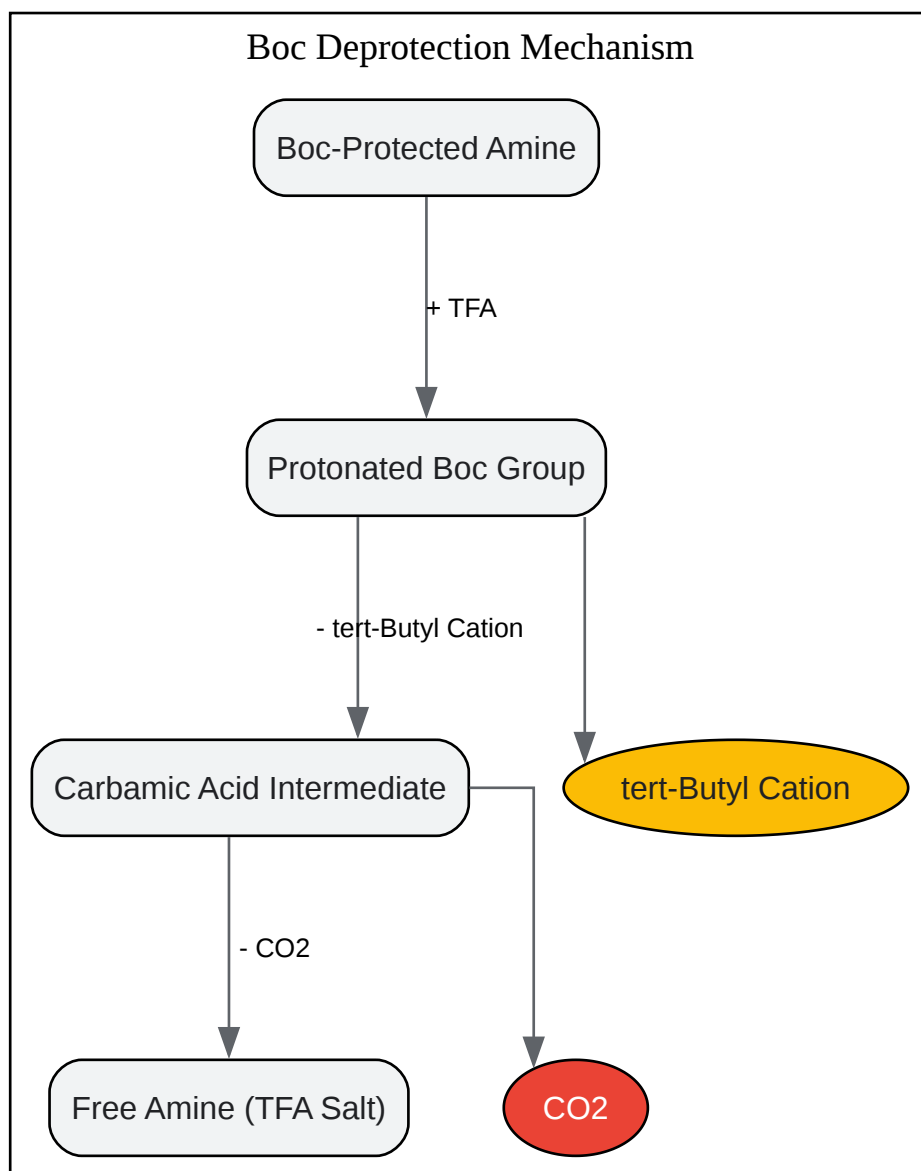 Boc Deprotection Mechanism
Boc-Protected Amine
+ TFA
Protonated Boc Group
- tert-Butyl Cation
Carbamic Acid Intermediate
tert-Butyl Cation
- CO2
Free Amine (TFA Salt)
CO2